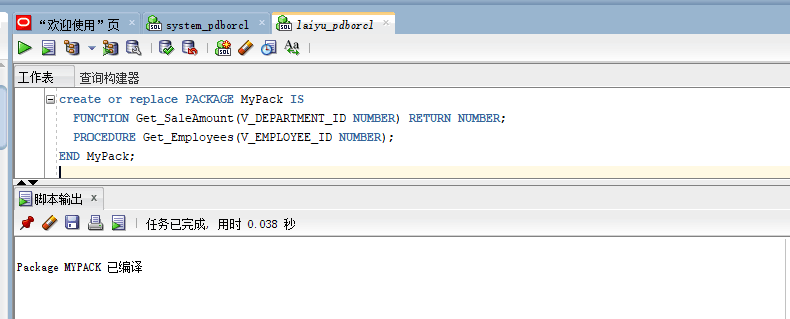 “欢迎使用”页 system_pdborcl laiyu_pdborcl
工作表 查询构建器
create or replace PACKAGE MyPack IS
FUNCTION Get_SaleAmount(V_DEPARTMENT_ID NUMBER) RETURN NUMBER;
PROCEDURE Get_Employees(V_EMPLOYEE_ID NUMBER);
END MyPack;
脚本输出 x
任务已完成, 用时 0.038 秒
Package MYPACK 已编译